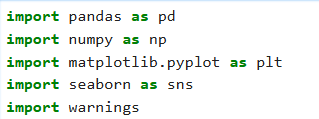 import pandas as pd
import numpy as np
import matplotlib.pyplot as plt
import seaborn as sns
import warnings